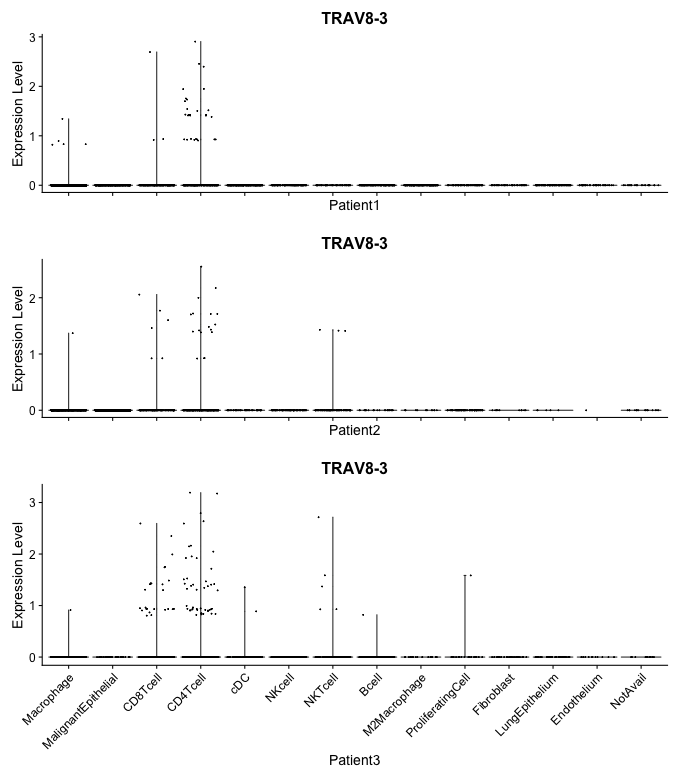 TRAV8-3
Expression Level
3
2
1
0
Patient1
TRAV8-3
Expression Level
2
1
0
Patient2
TRAV8-3
Expression Level
3
2
1
0
Macrophage
MalignantEpithelial
CD8Tcell
CD4Tcell
cDC
NKcell
NKTcell
Bcell
M2Macrophage
ProliferatingCell
Fibroblast
LungEpithelium
Endothelium
NotAvail
Patient3